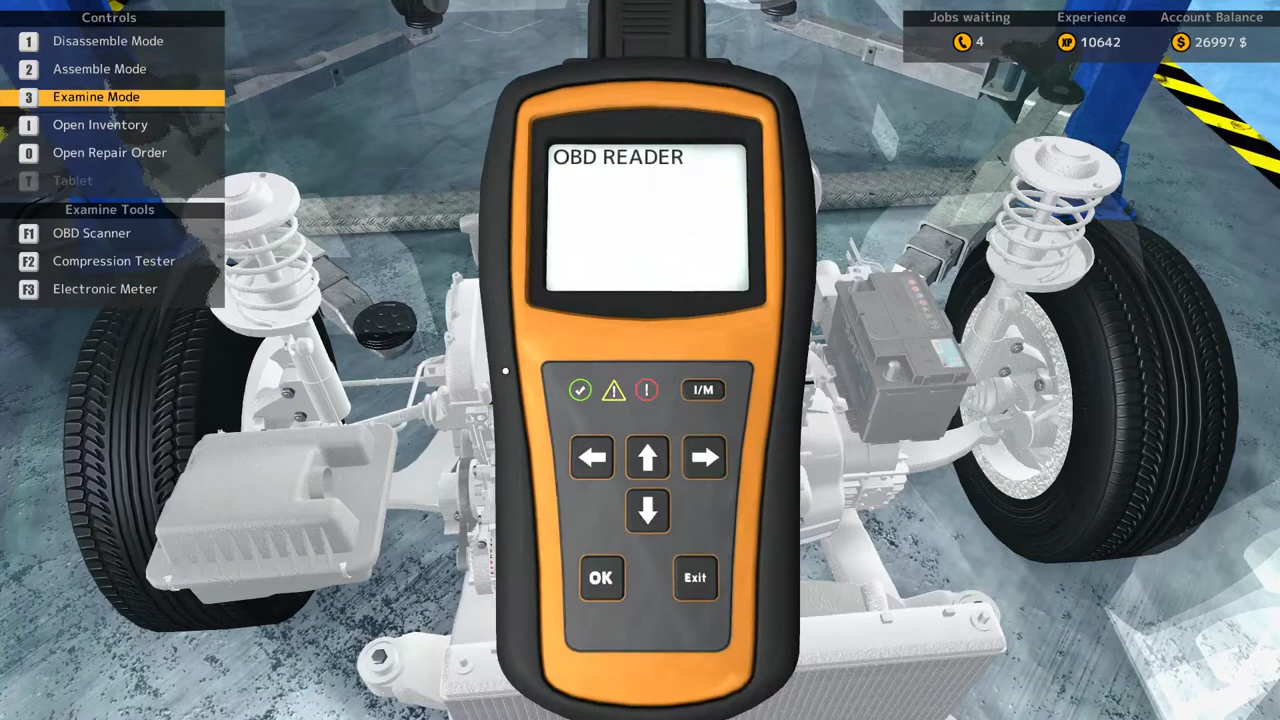 Controls
1 Disassemble Mode
2 Assemble Mode
3 Examine Mode
I Open Inventory
O Open Repair Order
T Tablet
Examine Tools
F1 OBD Scanner
F2 Compression Tester
F3 Electronic Meter
Jobs waiting Experience Account Balance
4 XP 10642 $ 26997 $
OBD READER
I/M
OK Exit